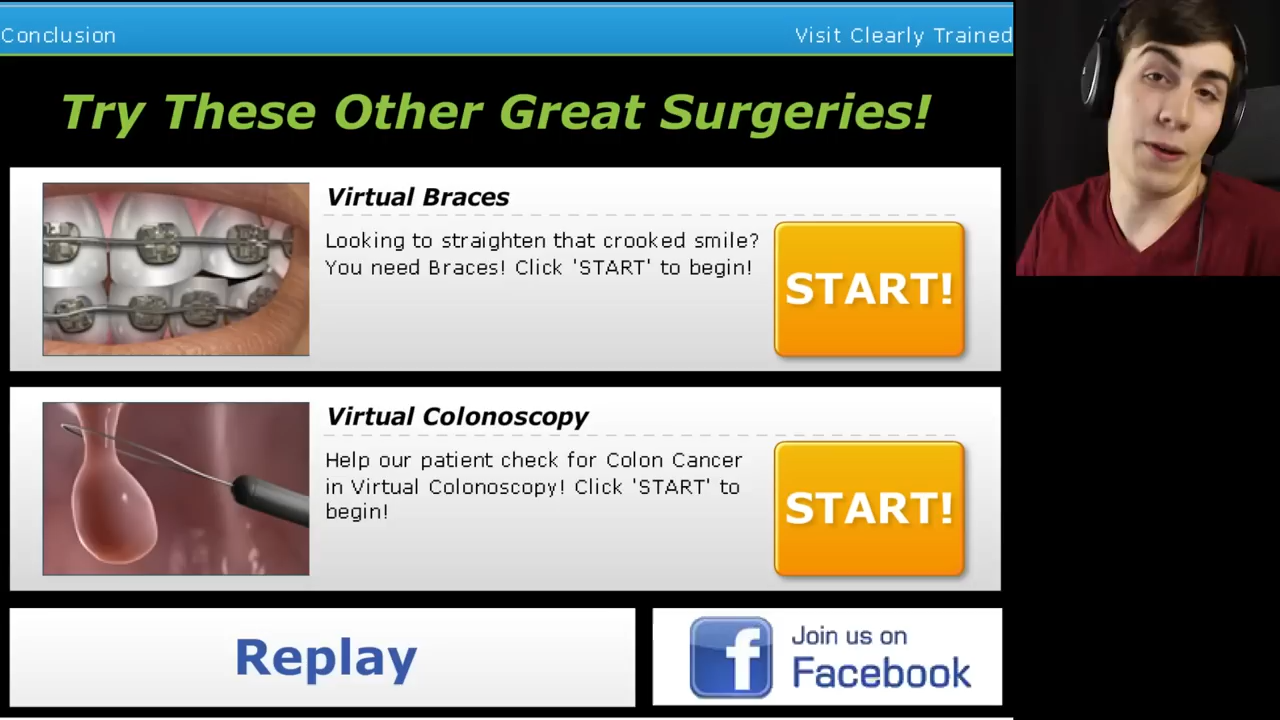 Conclusion
Visit Clearly Trained
Try These Other Great Surgeries!
Virtual Braces
Looking to straighten that crooked smile?
You need Braces! Click 'START' to begin!
START!
Virtual Colonoscopy
Help our patient check for Colon Cancer
in Virtual Colonoscopy! Click 'START' to
begin!
START!
Replay
f
Join us on
Facebook